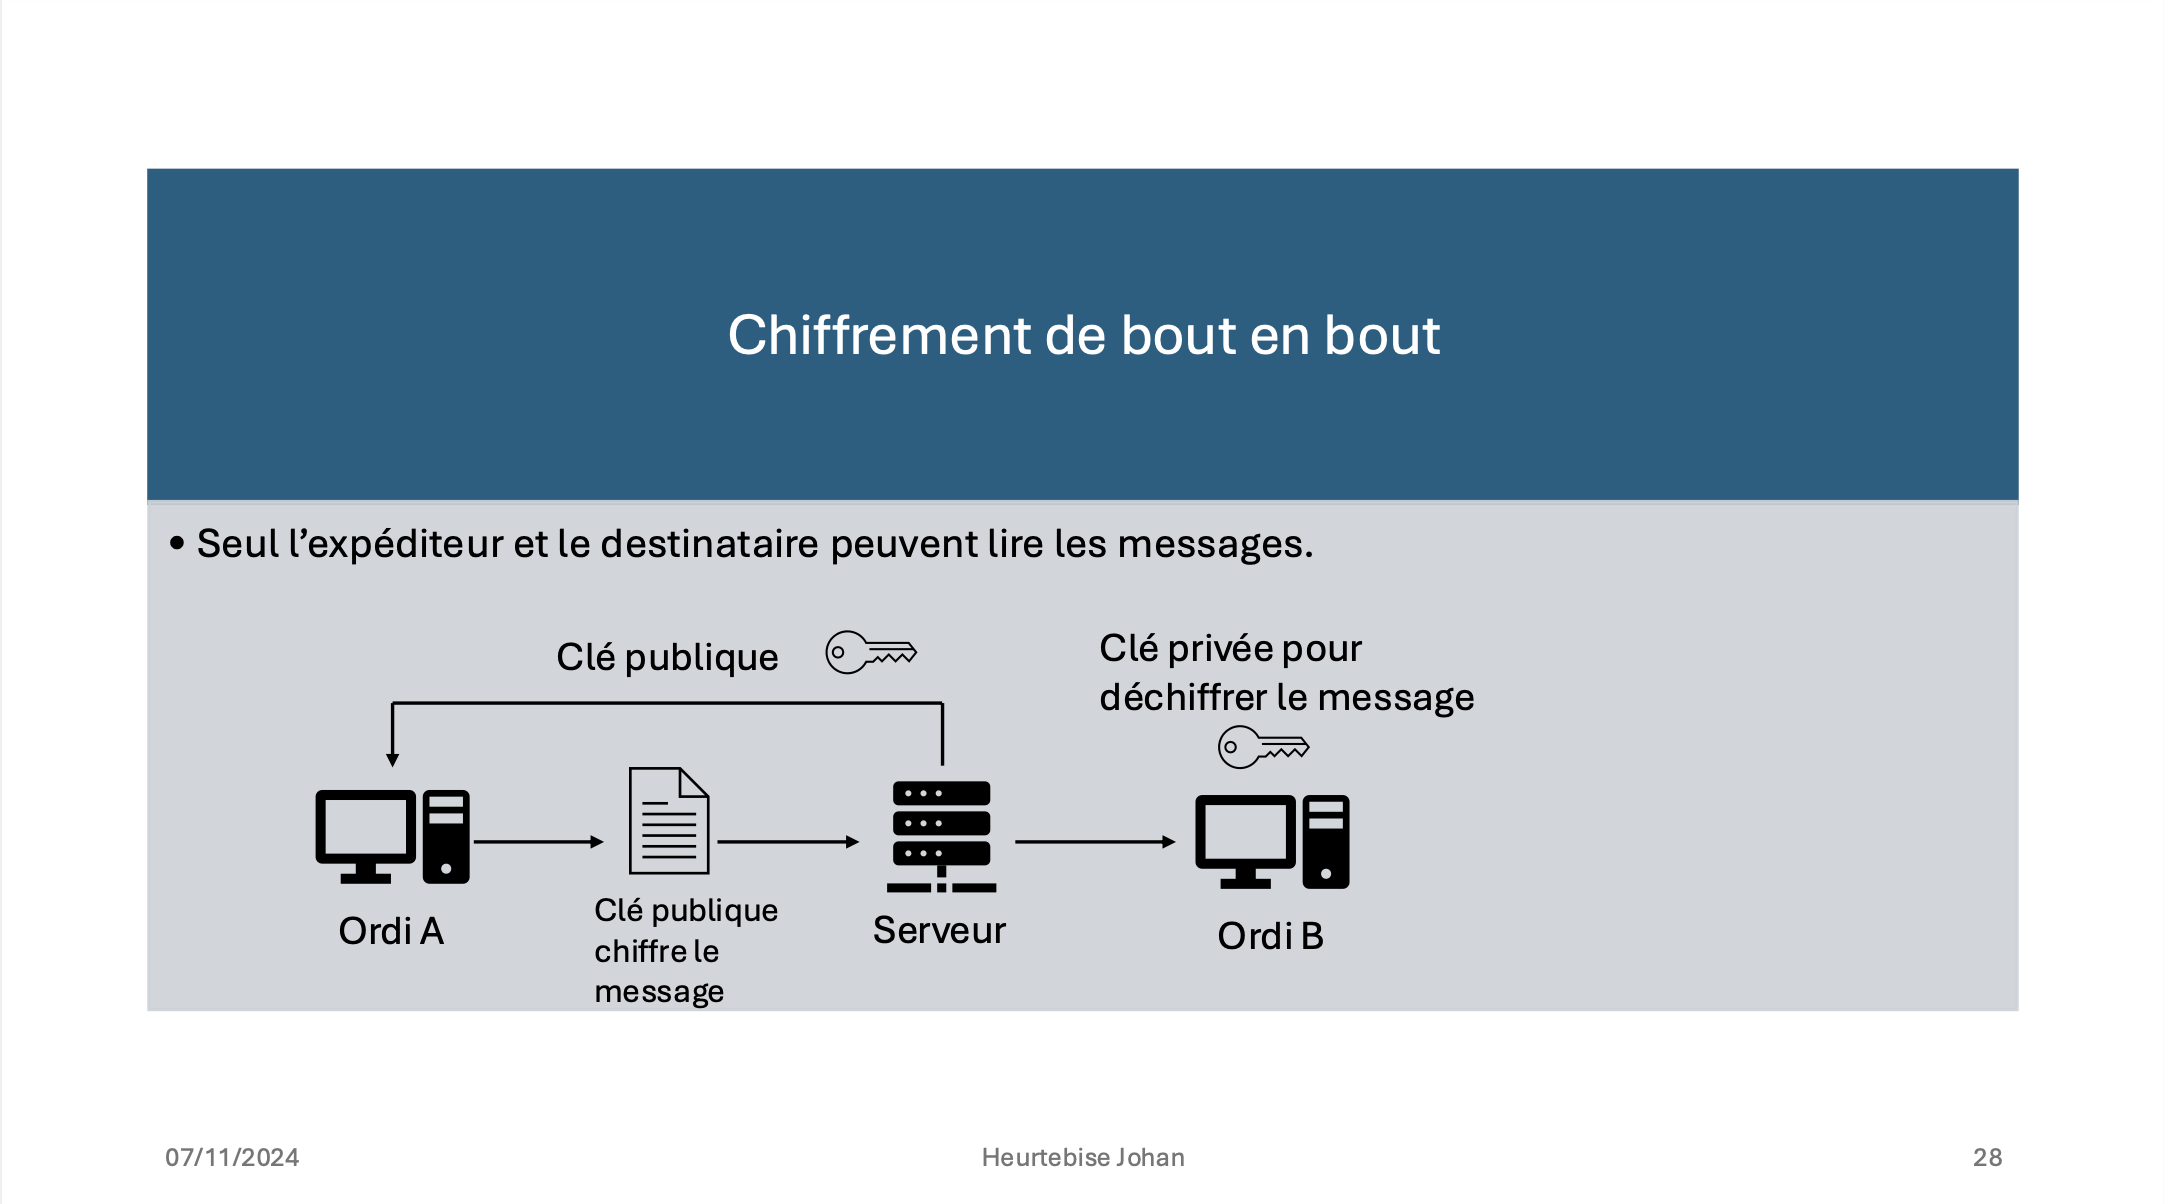 Chiffrement de bout en bout
• Seul l’expéditeur et le destinataire peuvent lire les messages.
Clé publique
Clé privée pour
déchiffrer le message
Ordi A
Clé publique
chiffre le
message
Serveur
Ordi B
07/11/2024
Heurtebise Johan
28